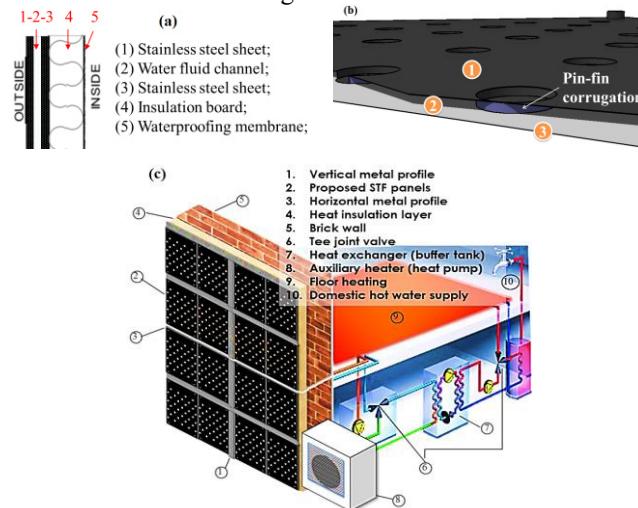 1-2-3 4 5
(a)
(1) Stainless steel sheet;
(2) Water fluid channel;
(3) Stainless steel sheet;
(4) Insulation board;
(5) Waterproofing membrane;
OUTSIDE
INSIDE
(b)
1
Pin-fin
corrugation
2
3
(c)
1. Vertical metal profile
2. Proposed STF panels
3. Horizontal metal profile
4. Heat insulation layer
5. Brick wall
6. Tee joint valve
7. Heat exchanger (buffer tank)
8. Auxiliary heater (heat pump)
9. Floor heating
10. Domestic hot water supply
5
4
2
3
10
9
7
6
1
8